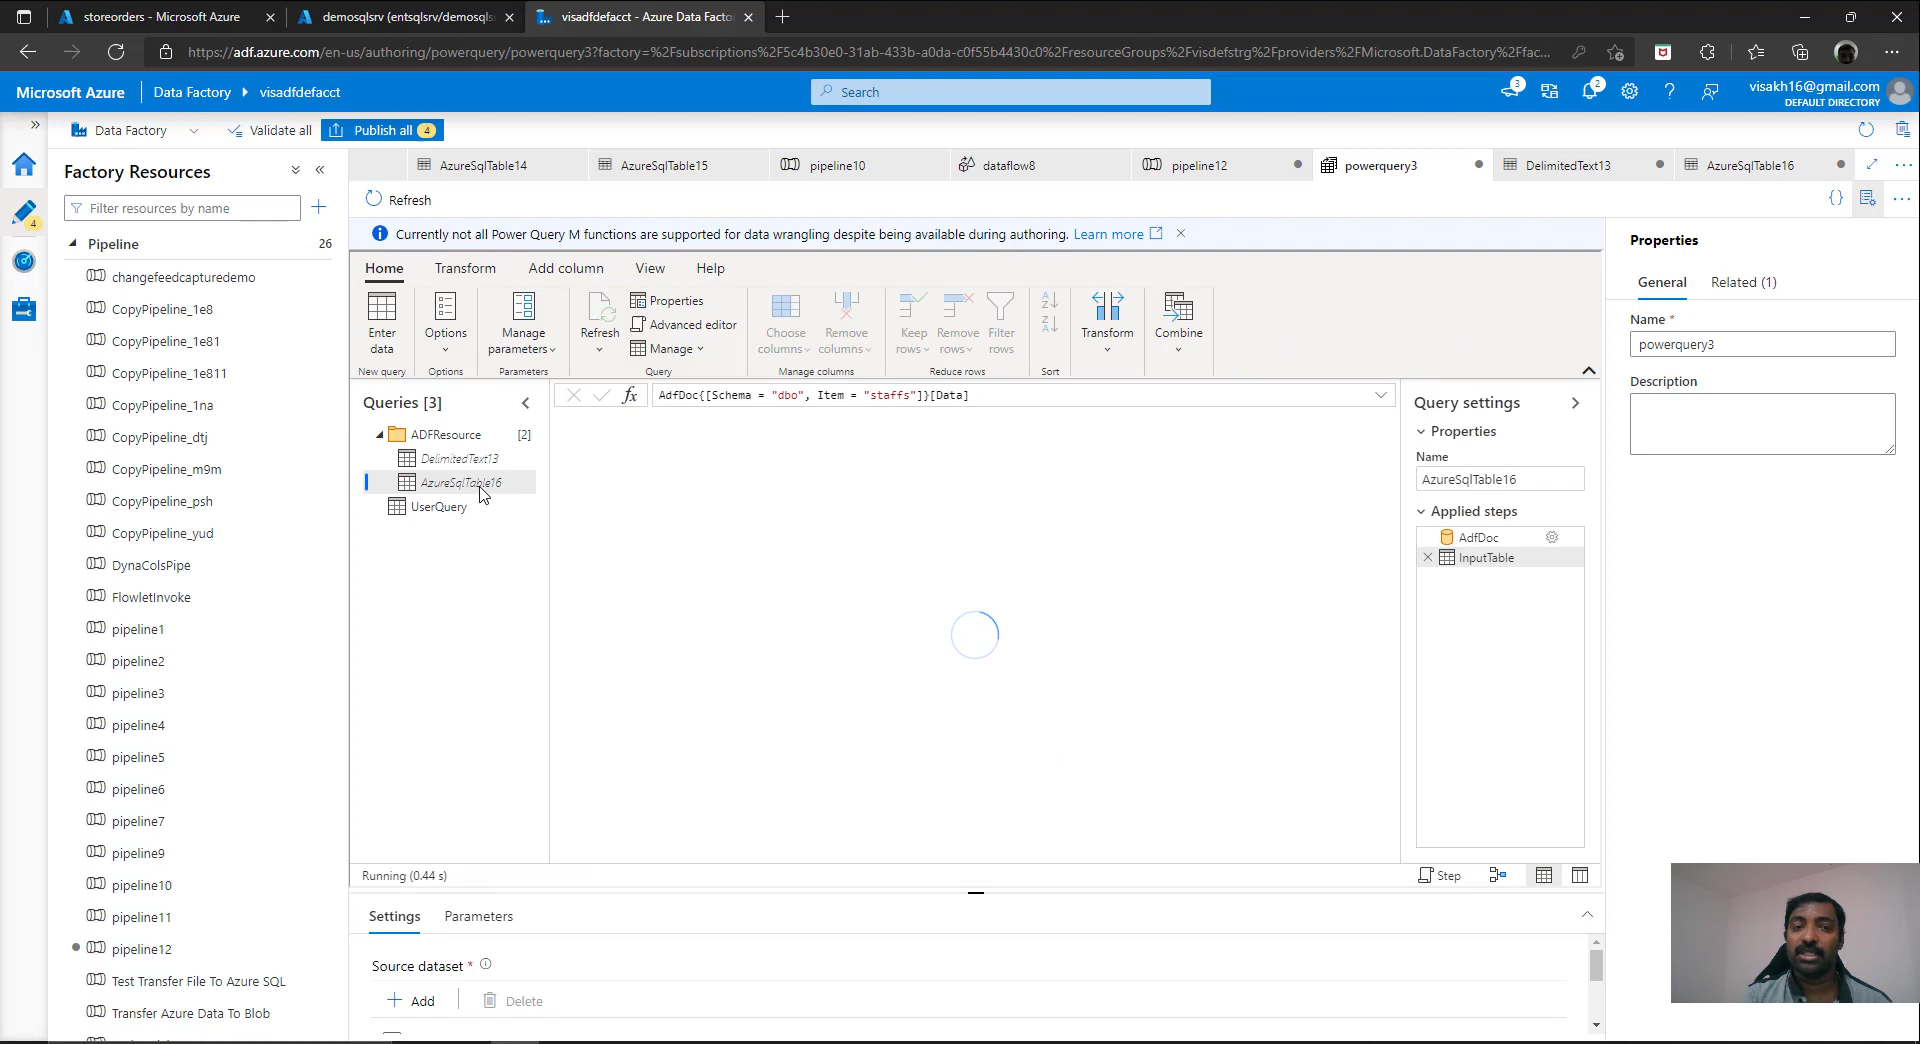 storeorders - Microsoft Azure
demosqlsrv (entsqlsrv/demosqls
visadfdefacct - Azure Data Facto
https://adf.azure.com/en-us/authoring/powerquery/powerquery3?factory=%2Fsubscriptions%2F5c4b30e0-31ab-433b-a0da-c0f55b4430c0%2FresourceGroups%2Fvisdefstrg%2Fproviders%2FMicrosoft.DataFactory%2Ffac...
Microsoft Azure
Data Factory
visadfdefacct
Search
3
2
visakh16@gmail.com
DEFAULT DIRECTORY
Data Factory
Validate all
Publish all 4
4
Factory Resources
Filter resources by name
Pipeline 26
changefeedcapturedemo
CopyPipeline_1e8
CopyPipeline_1e81
CopyPipeline_1e811
CopyPipeline_1na
CopyPipeline_dtj
CopyPipeline_m9m
CopyPipeline_psh
CopyPipeline_yud
DynaColsPipe
FlowletInvoke
pipeline1
pipeline2
pipeline3
pipeline4
pipeline5
pipeline6
pipeline7
pipeline9
pipeline10
pipeline11
pipeline12
Test Transfer File To Azure SQL
Transfer Azure Data To Blob
AzureSqlTable14
AzureSqlTable15
pipeline10
dataflow8
pipeline12
powerquery3
DelimitedText13
AzureSqlTable16
Refresh
Currently not all Power Query M functions are supported for data wrangling despite being available during authoring. Learn more
Home
Transform
Add column
View
Help
Enter
data
New query
Options
Options
Manage
parameters
Parameters
Refresh
Properties
Advanced editor
Manage
Query
Choose
columns
Remove
columns
Manage columns
Keep
rows
Remove
rows
Filter
rows
Reduce rows
Sort
Transform
Combine
Queries [3]
ADFResource [2]
DelimitedText13
AzureSqlTable16
UserQuery
fx
AdfDoc{[Schema = "dbo", Item = "staffs"]}[Data]
Query settings
Properties
Name
AzureSqlTable16
Applied steps
AdfDoc
InputTable
Running (0.44 s)
Step
Settings
Parameters
Source dataset *
Add
Delete
Properties
General
Related (1)
Name *
powerquery3
Description